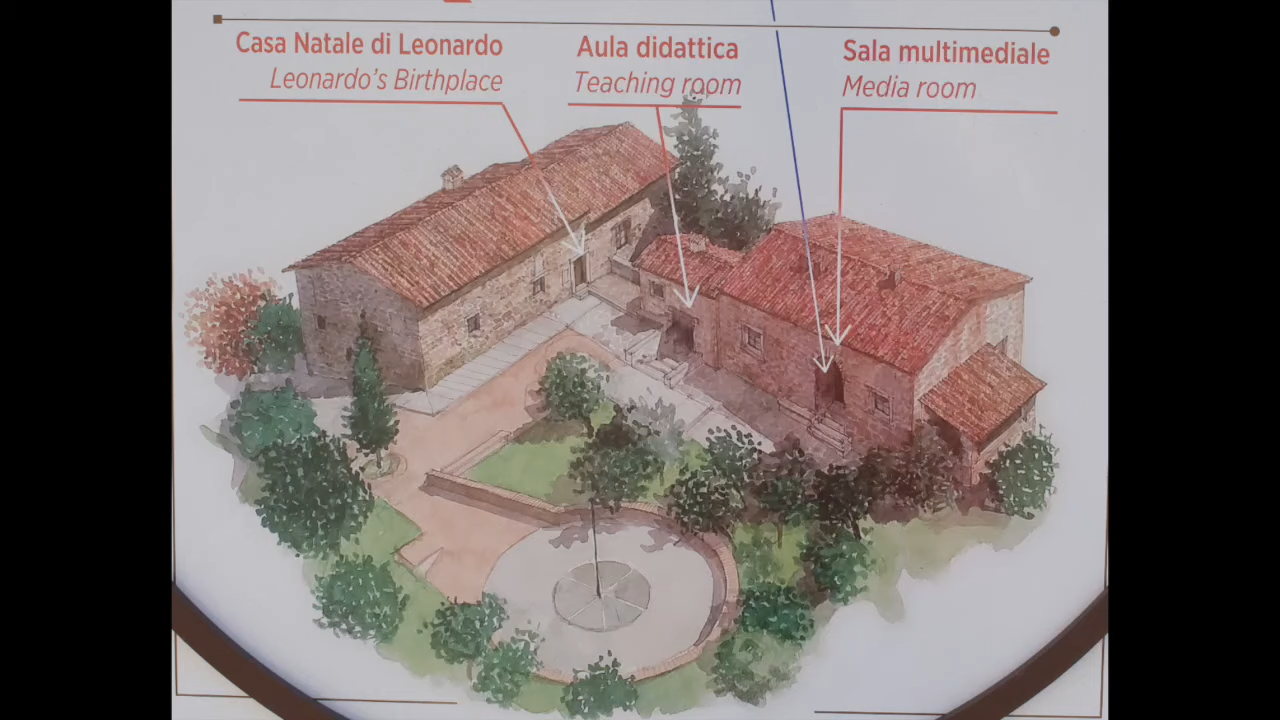 Casa Natale di Leonardo
Leonardo's Birthplace
Aula didattica
Teaching room
Sala multimediale
Media room